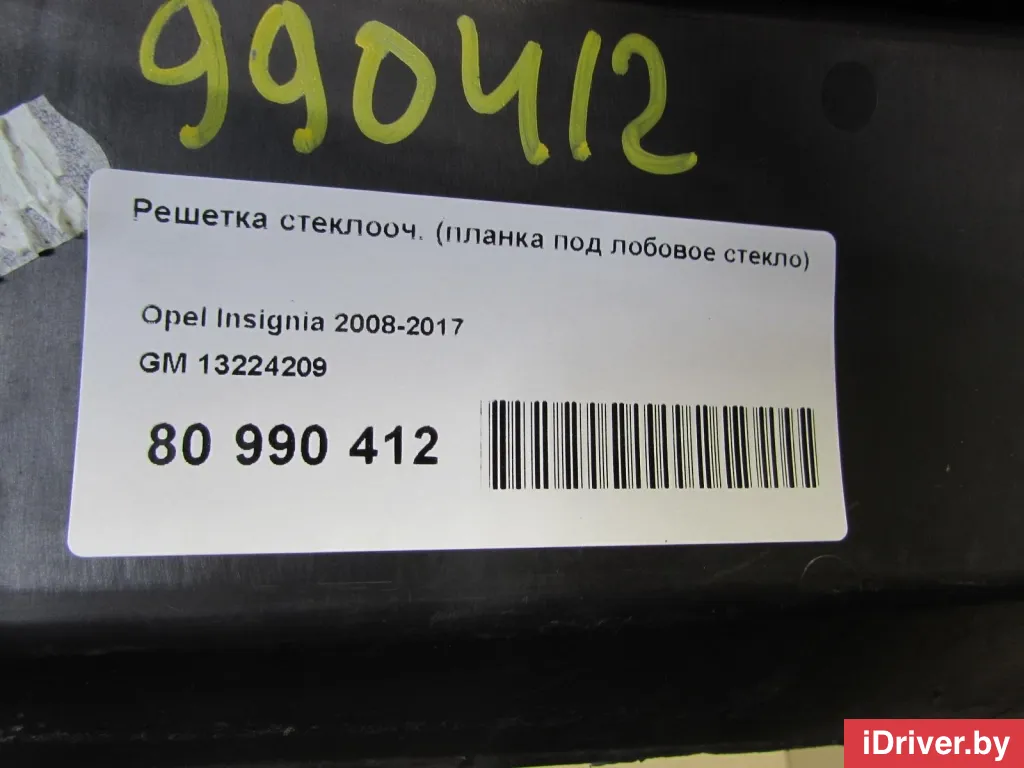 990412
Решетка стеклооч. (планка под лобовое стекло)
Opel Insignia 2008-2017
GM 13224209
80 990 412
iDriver.by